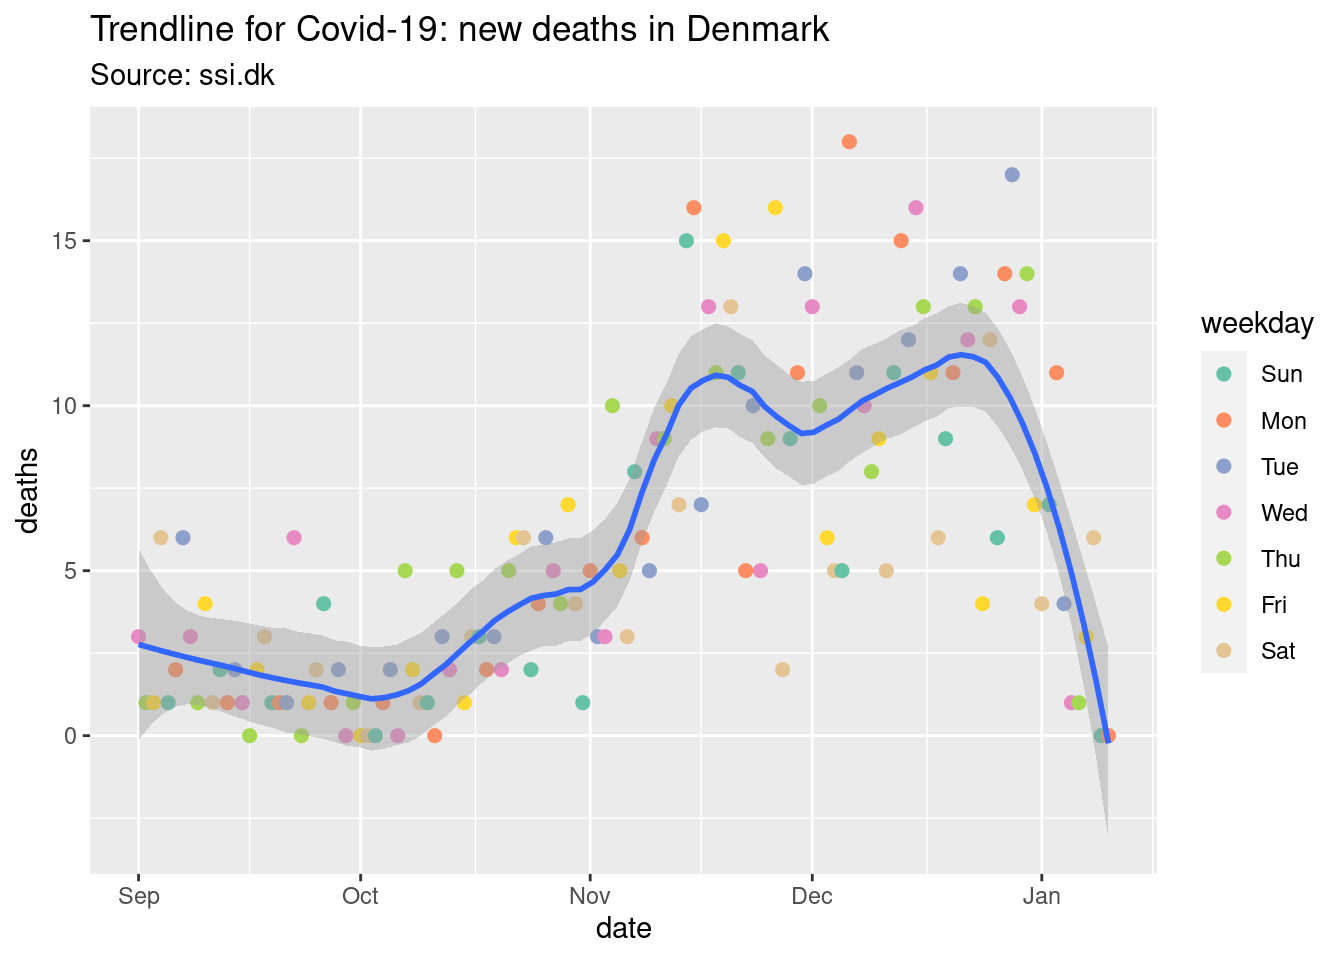 Trendline for Covid-19: new deaths in Denmark
Source: ssi.dk
deaths
15
10
5
0
Sep
Oct
Nov
Dec
Jan
date
weekday
Sun
Mon
Tue
Wed
Thu
Fri
Sat